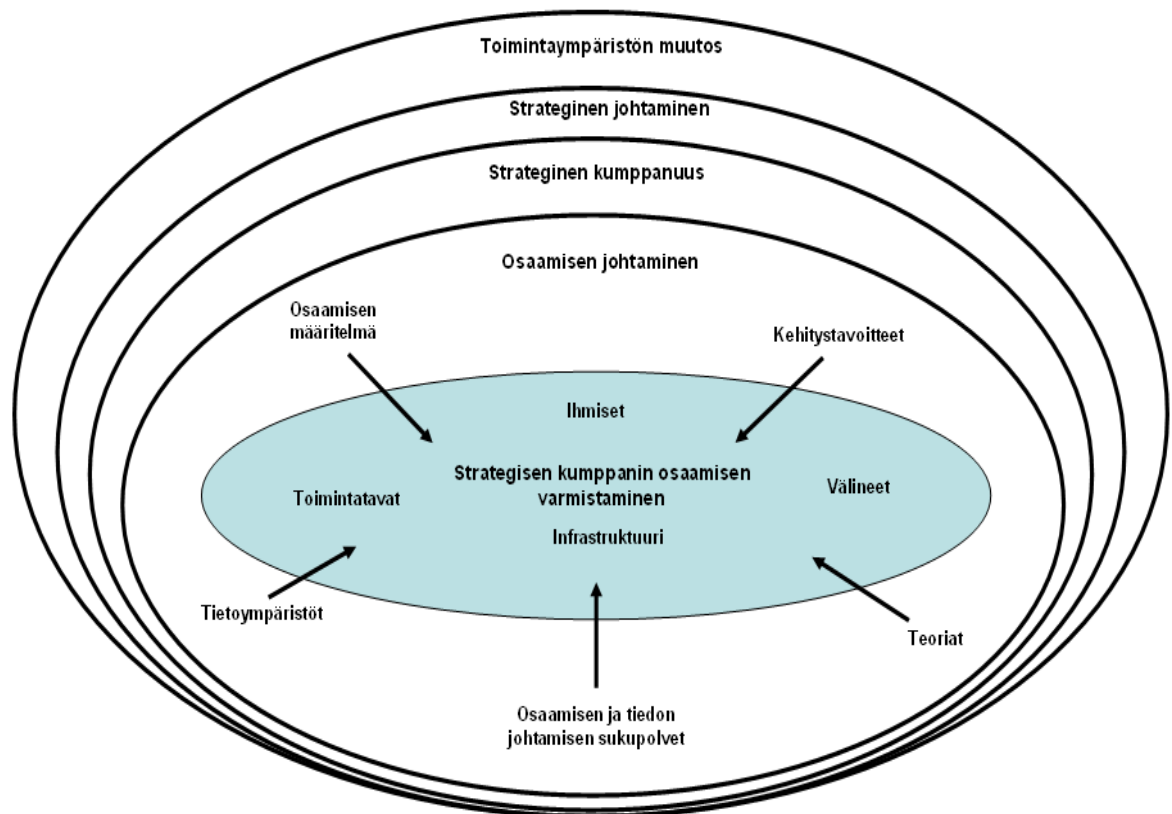 Toimintaympäristön muutos
Strateginen johtaminen
Strateginen kumppanuus
Osaamisen johtaminen
Osaamisen
määritelmä
Kehitystavoitteet
Ihmiset
Strategisen kumppanin osaamisen
varmistaminen
Toimintatavat
Välineet
Infrastruktuuri
Tietoympäristöt
Teoriat
Osaamisen ja tiedon
johtamisen sukupolvet